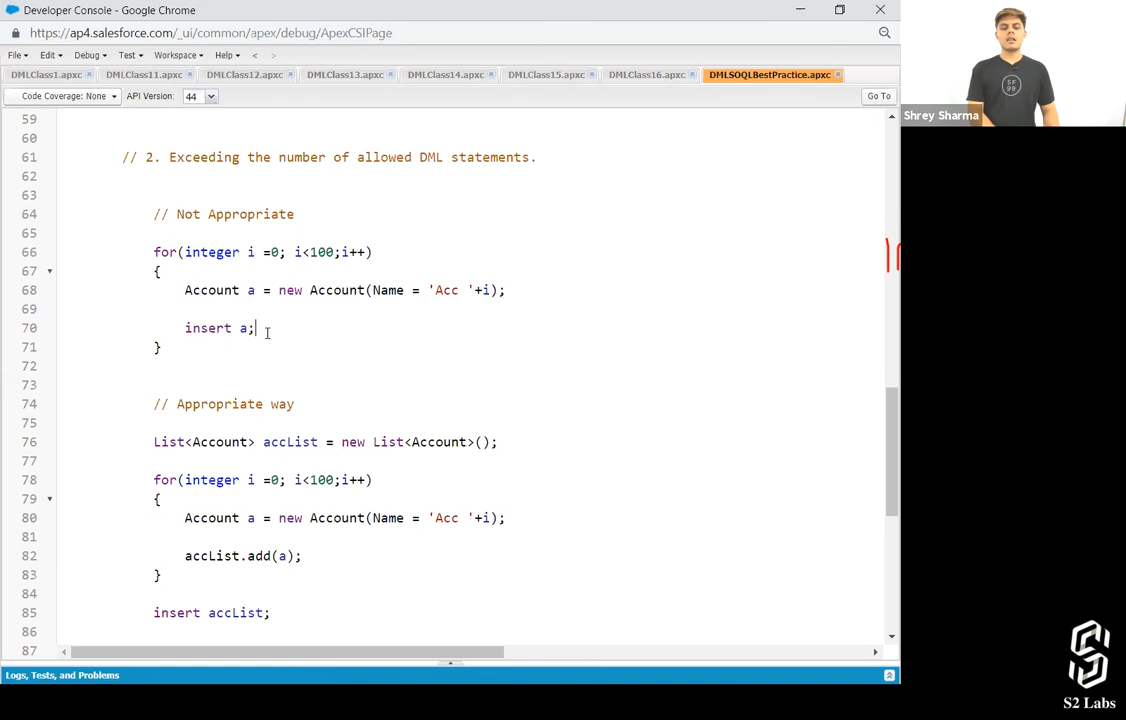 Developer Console - Google Chrome
https://ap4.salesforce.com/_ui/common/apex/debug/ApexCSIPage
File Edit Debug Test Workspace Help < >
DMLClass1.apxc DMLClass11.apxc DMLClass12.apxc DMLClass13.apxc DMLClass14.apxc DMLClass15.apxc DMLClass16.apxc DMLSOQLBestPractice.apxc
Code Coverage: None API Version: 44 Go To
SF
99
Shrey Sharma
59
60
61 // 2. Exceeding the number of allowed DML statements.
62
63
64 // Not Appropriate
65
66 for(integer i =0; i<100;i++)
67 {
68 Account a = new Account(Name = 'Acc '+i);
69
70 insert a;
71 }
72
73
74 // Appropriate way
75
76 List<Account> accList = new List<Account>();
77
78 for(integer i =0; i<100;i++)
79 {
80 Account a = new Account(Name = 'Acc '+i);
81
82 accList.add(a);
83 }
84
85 insert accList;
86
87
Logs, Tests, and Problems
S2 Labs